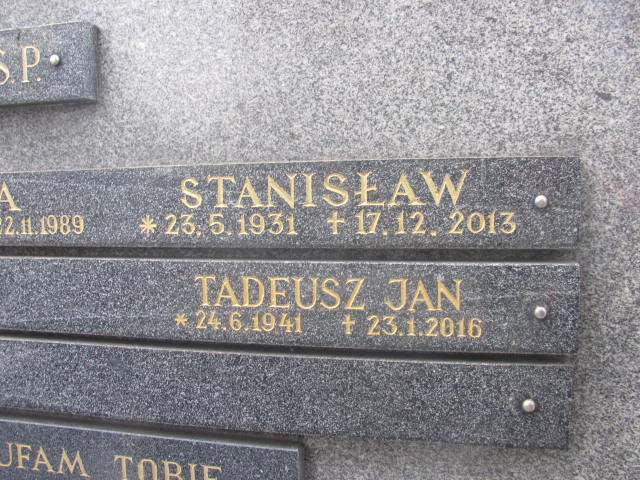 Ś.P.
A STANISŁAW
22.11.1989 * 23.5.1931 † 17.12.2013
TADEUSZ JAN
* 24.6.1941 † 23.1.2016
UFAM TOBIE